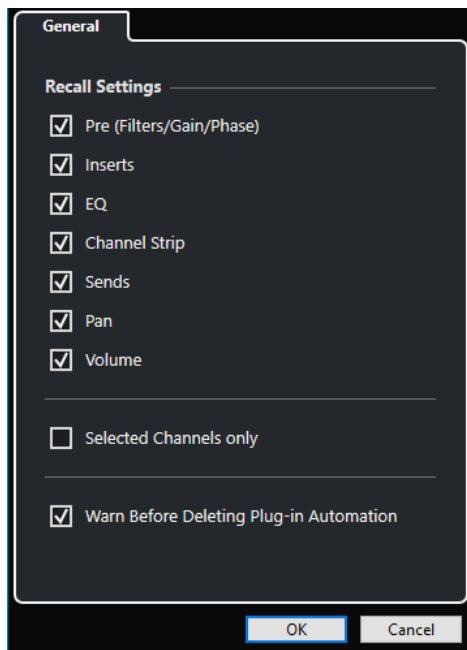 General
Recall Settings
Pre (Filters/Gain/Phase)
Inserts
EQ
Channel Strip
Sends
Pan
Volume
Selected Channels only
Warn Before Deleting Plug-in Automation
OK Cancel